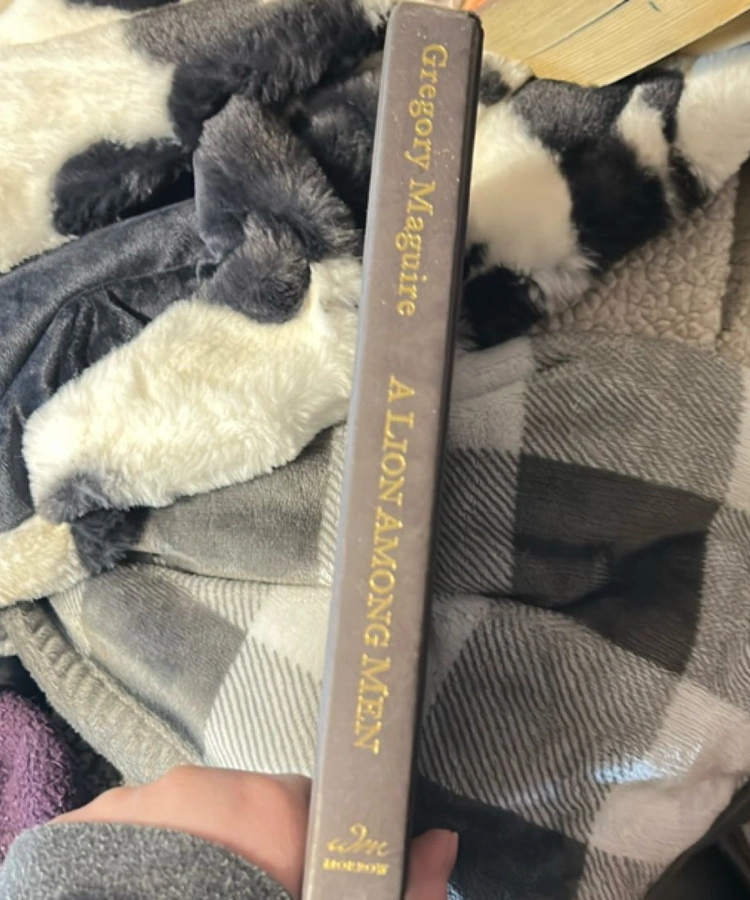 Gregory Maguire
A LION AMONG MEN
wm
MORROW